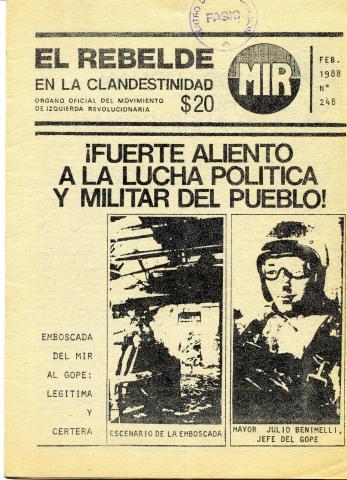 CENTRO
FASIC
EL REBELDE
EN LA CLANDESTINIDAD
ORGANO OFICIAL DEL MOVIMIENTO
DE IZQUIERDA REVOLUCIONARIA
$20
MIR
FEB.
1988
N°
248
¡FUERTE ALIENTO
A LA LUCHA POLITICA
Y MILITAR DEL PUEBLO!
EMBOSCADA
DEL MIR
AL GOPE:
LEGITIMA
Y
CERTERA
ESCENARIO DE LA EMBOSCADA
MAYOR JULIO BENIMELLI,
JEFE DEL GOPE